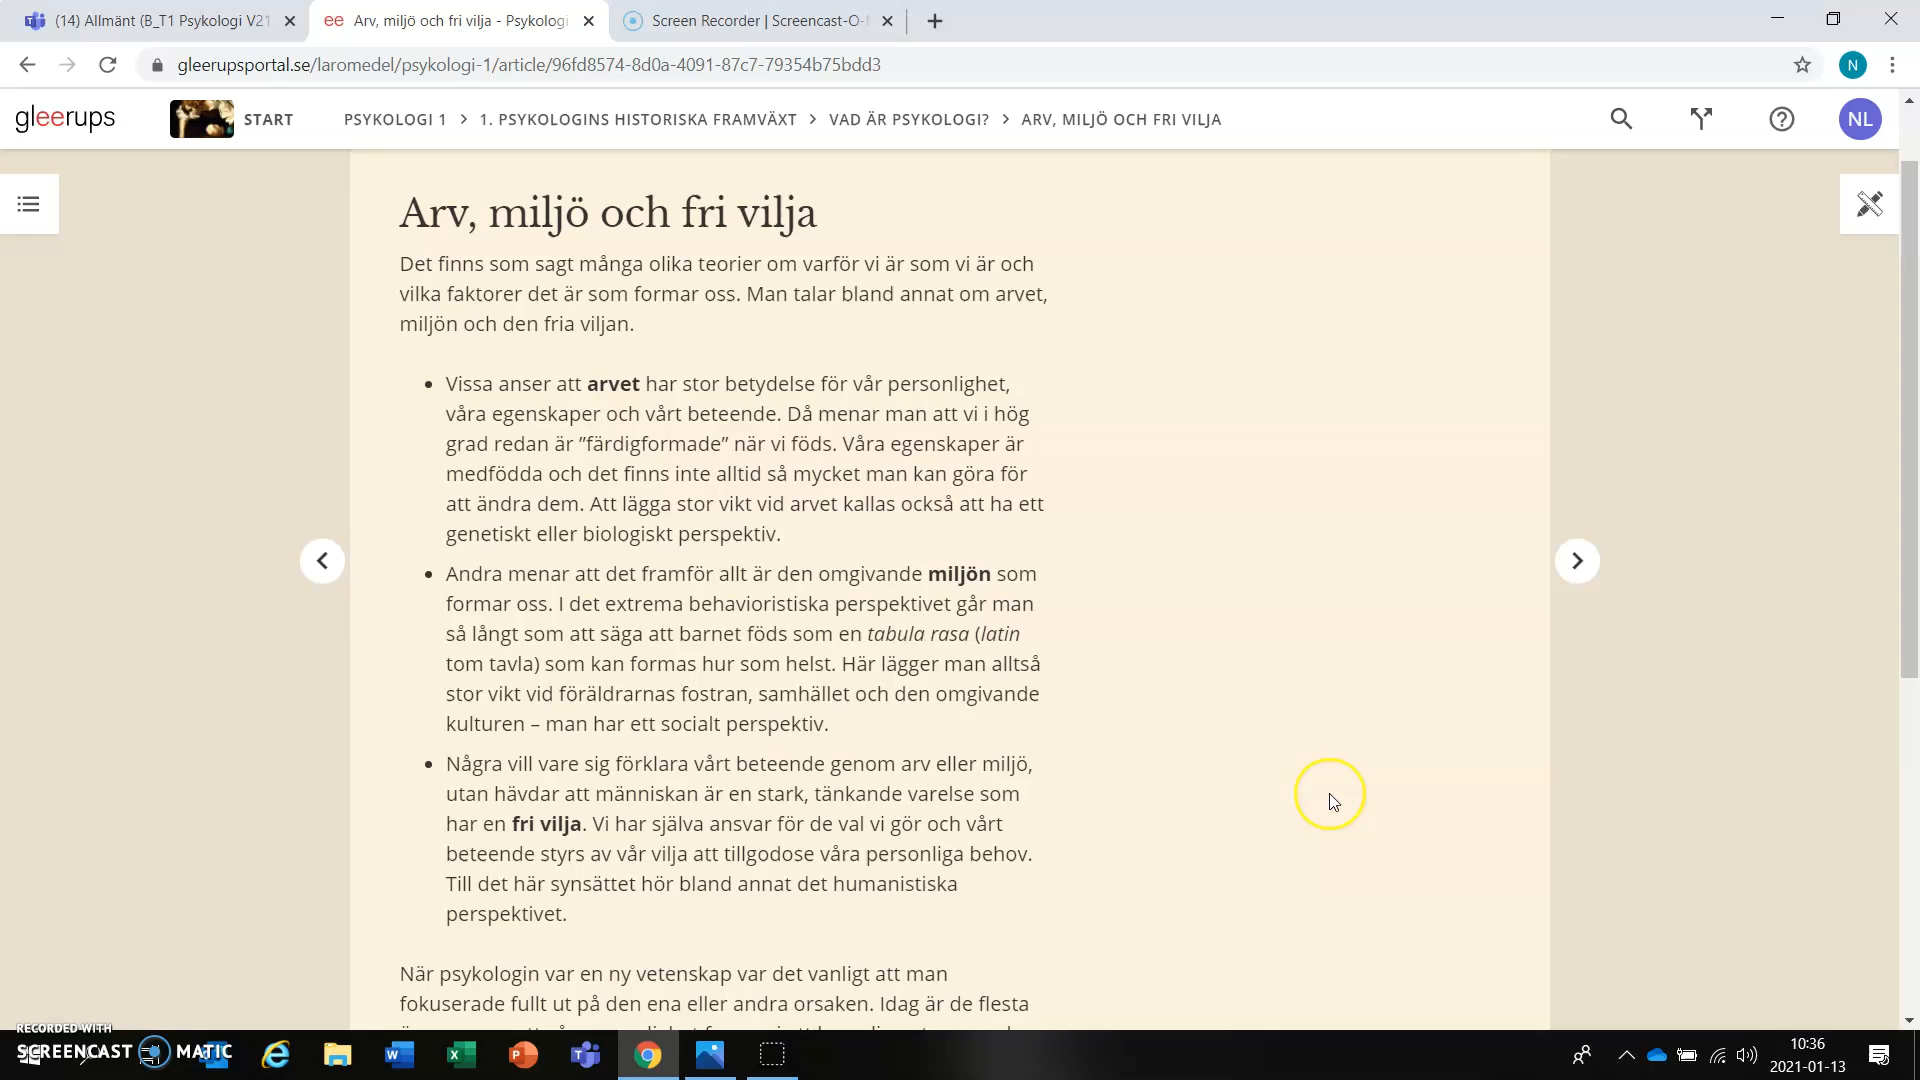 (14) Allmänt (B_T1 Psykologi V21
Arv, miljö och fri vilja - Psykologi
Screen Recorder | Screencast-O-
gleerupsportal.se/laromedel/psykologi-1/article/96fd8574-8d0a-4091-87c7-79354b75bdd3
N
gleerups
START
PSYKOLOGI 1 > 1. PSYKOLOGINS HISTORISKA FRAMVÄXT > VAD ÄR PSYKOLOGI? > ARV, MILJÖ OCH FRI VILJA
NL
Arv, miljö och fri vilja
Det finns som sagt många olika teorier om varför vi är som vi är och
vilka faktorer det är som formar oss. Man talar bland annat om arvet,
miljön och den fria viljan.
• Vissa anser att arvet har stor betydelse för vår personlighet,
våra egenskaper och vårt beteende. Då menar man att vi i hög
grad redan är ”färdigformade” när vi föds. Våra egenskaper är
medfödda och det finns inte alltid så mycket man kan göra för
att ändra dem. Att lägga stor vikt vid arvet kallas också att ha ett
genetiskt eller biologiskt perspektiv.
• Andra menar att det framför allt är den omgivande miljön som
formar oss. I det extrema behavioristiska perspektivet går man
så långt som att säga att barnet föds som en tabula rasa (latin
tom tavla) som kan formas hur som helst. Här lägger man alltså
stor vikt vid föräldrarnas fostran, samhället och den omgivande
kulturen – man har ett socialt perspektiv.
• Några vill vare sig förklara vårt beteende genom arv eller miljö,
utan hävdar att människan är en stark, tänkande varelse som
har en fri vilja. Vi har själva ansvar för de val vi gör och vårt
beteende styrs av vår vilja att tillgodose våra personliga behov.
Till det här synsättet hör bland annat det humanistiska
perspektivet.
När psykologin var en ny vetenskap var det vanligt att man
fokuserade fullt ut på den ena eller andra orsaken. Idag är de flesta
RECORDED WITH
SCREENCAST MATIC
10:36
2021-01-13